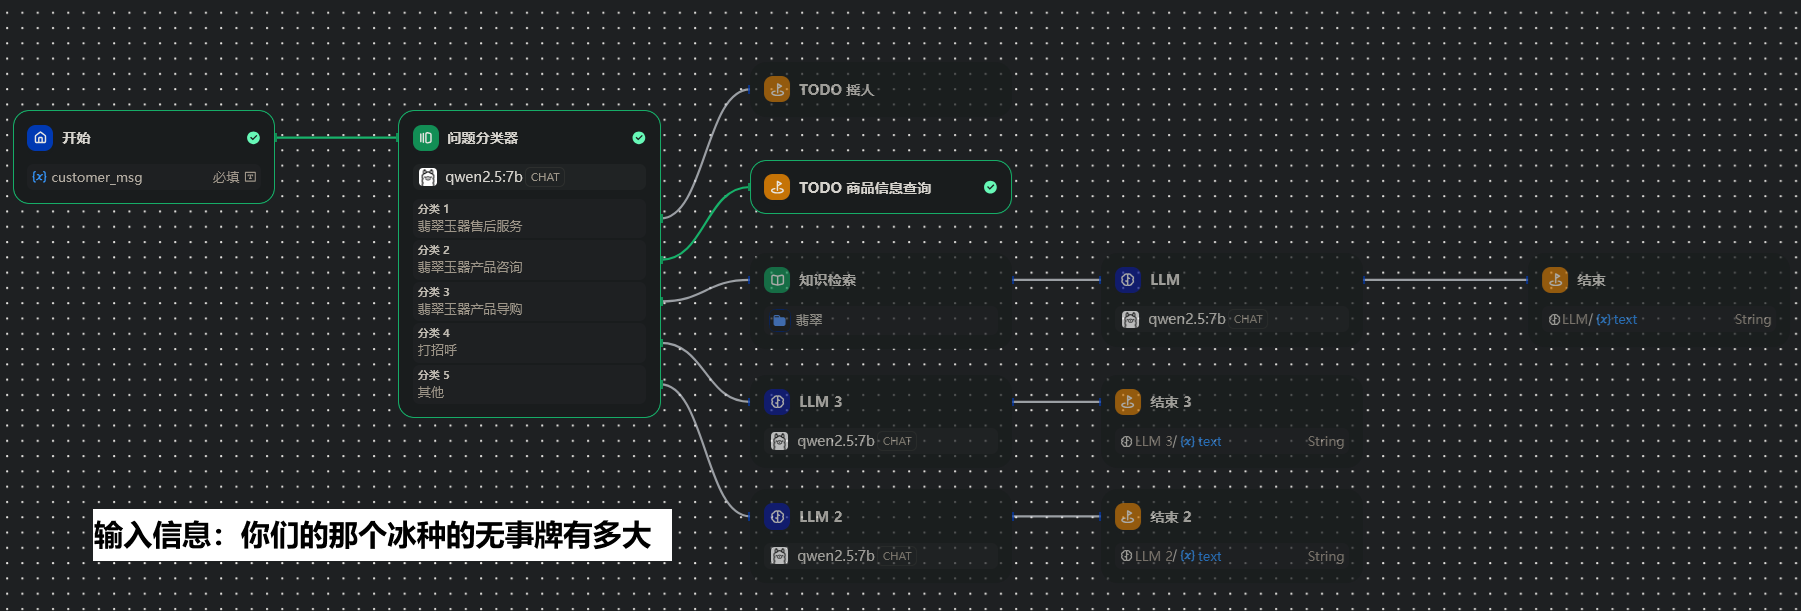 开始
customer_msg
必填
问题分类器
qwen2.5:7b CHAT
分类 1
翡翠玉器售后服务
分类 2
翡翠玉器产品咨询
分类 3
翡翠玉器产品导购
分类 4
打招呼
分类 5
其他
TODO 摇人
TODO 商品信息查询
知识检索
翡翠
LLM
qwen2.5:7b CHAT
结束
LLM/ {x} text String
LLM 3
qwen2.5:7b CHAT
结束 3
LLM 3/ {x} text String
LLM 2
qwen2.5:7b CHAT
结束 2
LLM 2/ {x} text String
输入信息：你们的那个冰种的无事牌有多大